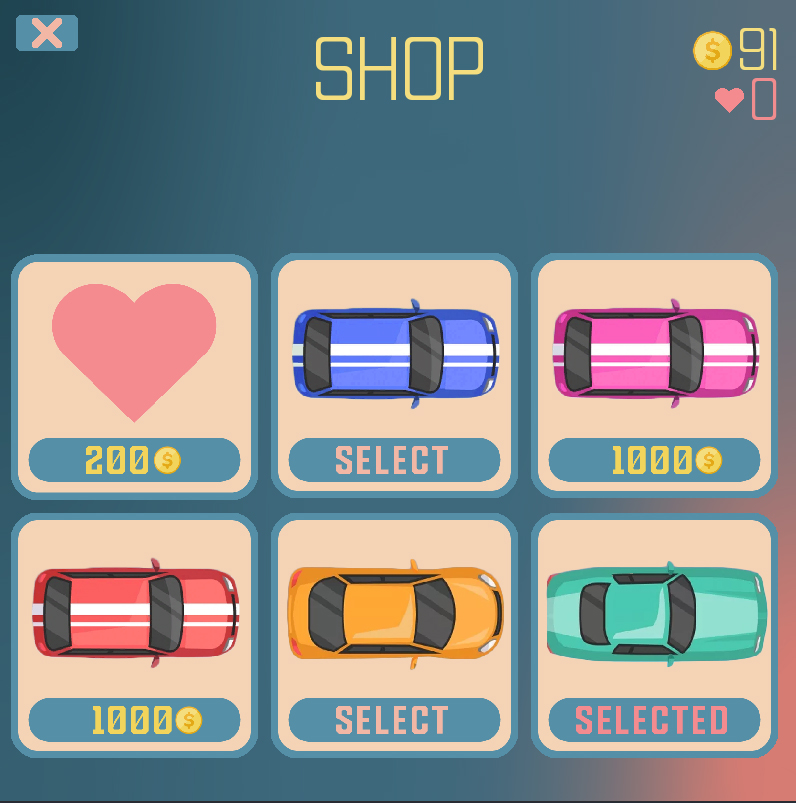 SHOP
$ 91
0
200 $
SELECT
1000 $
1000 $
SELECT
SELECTED